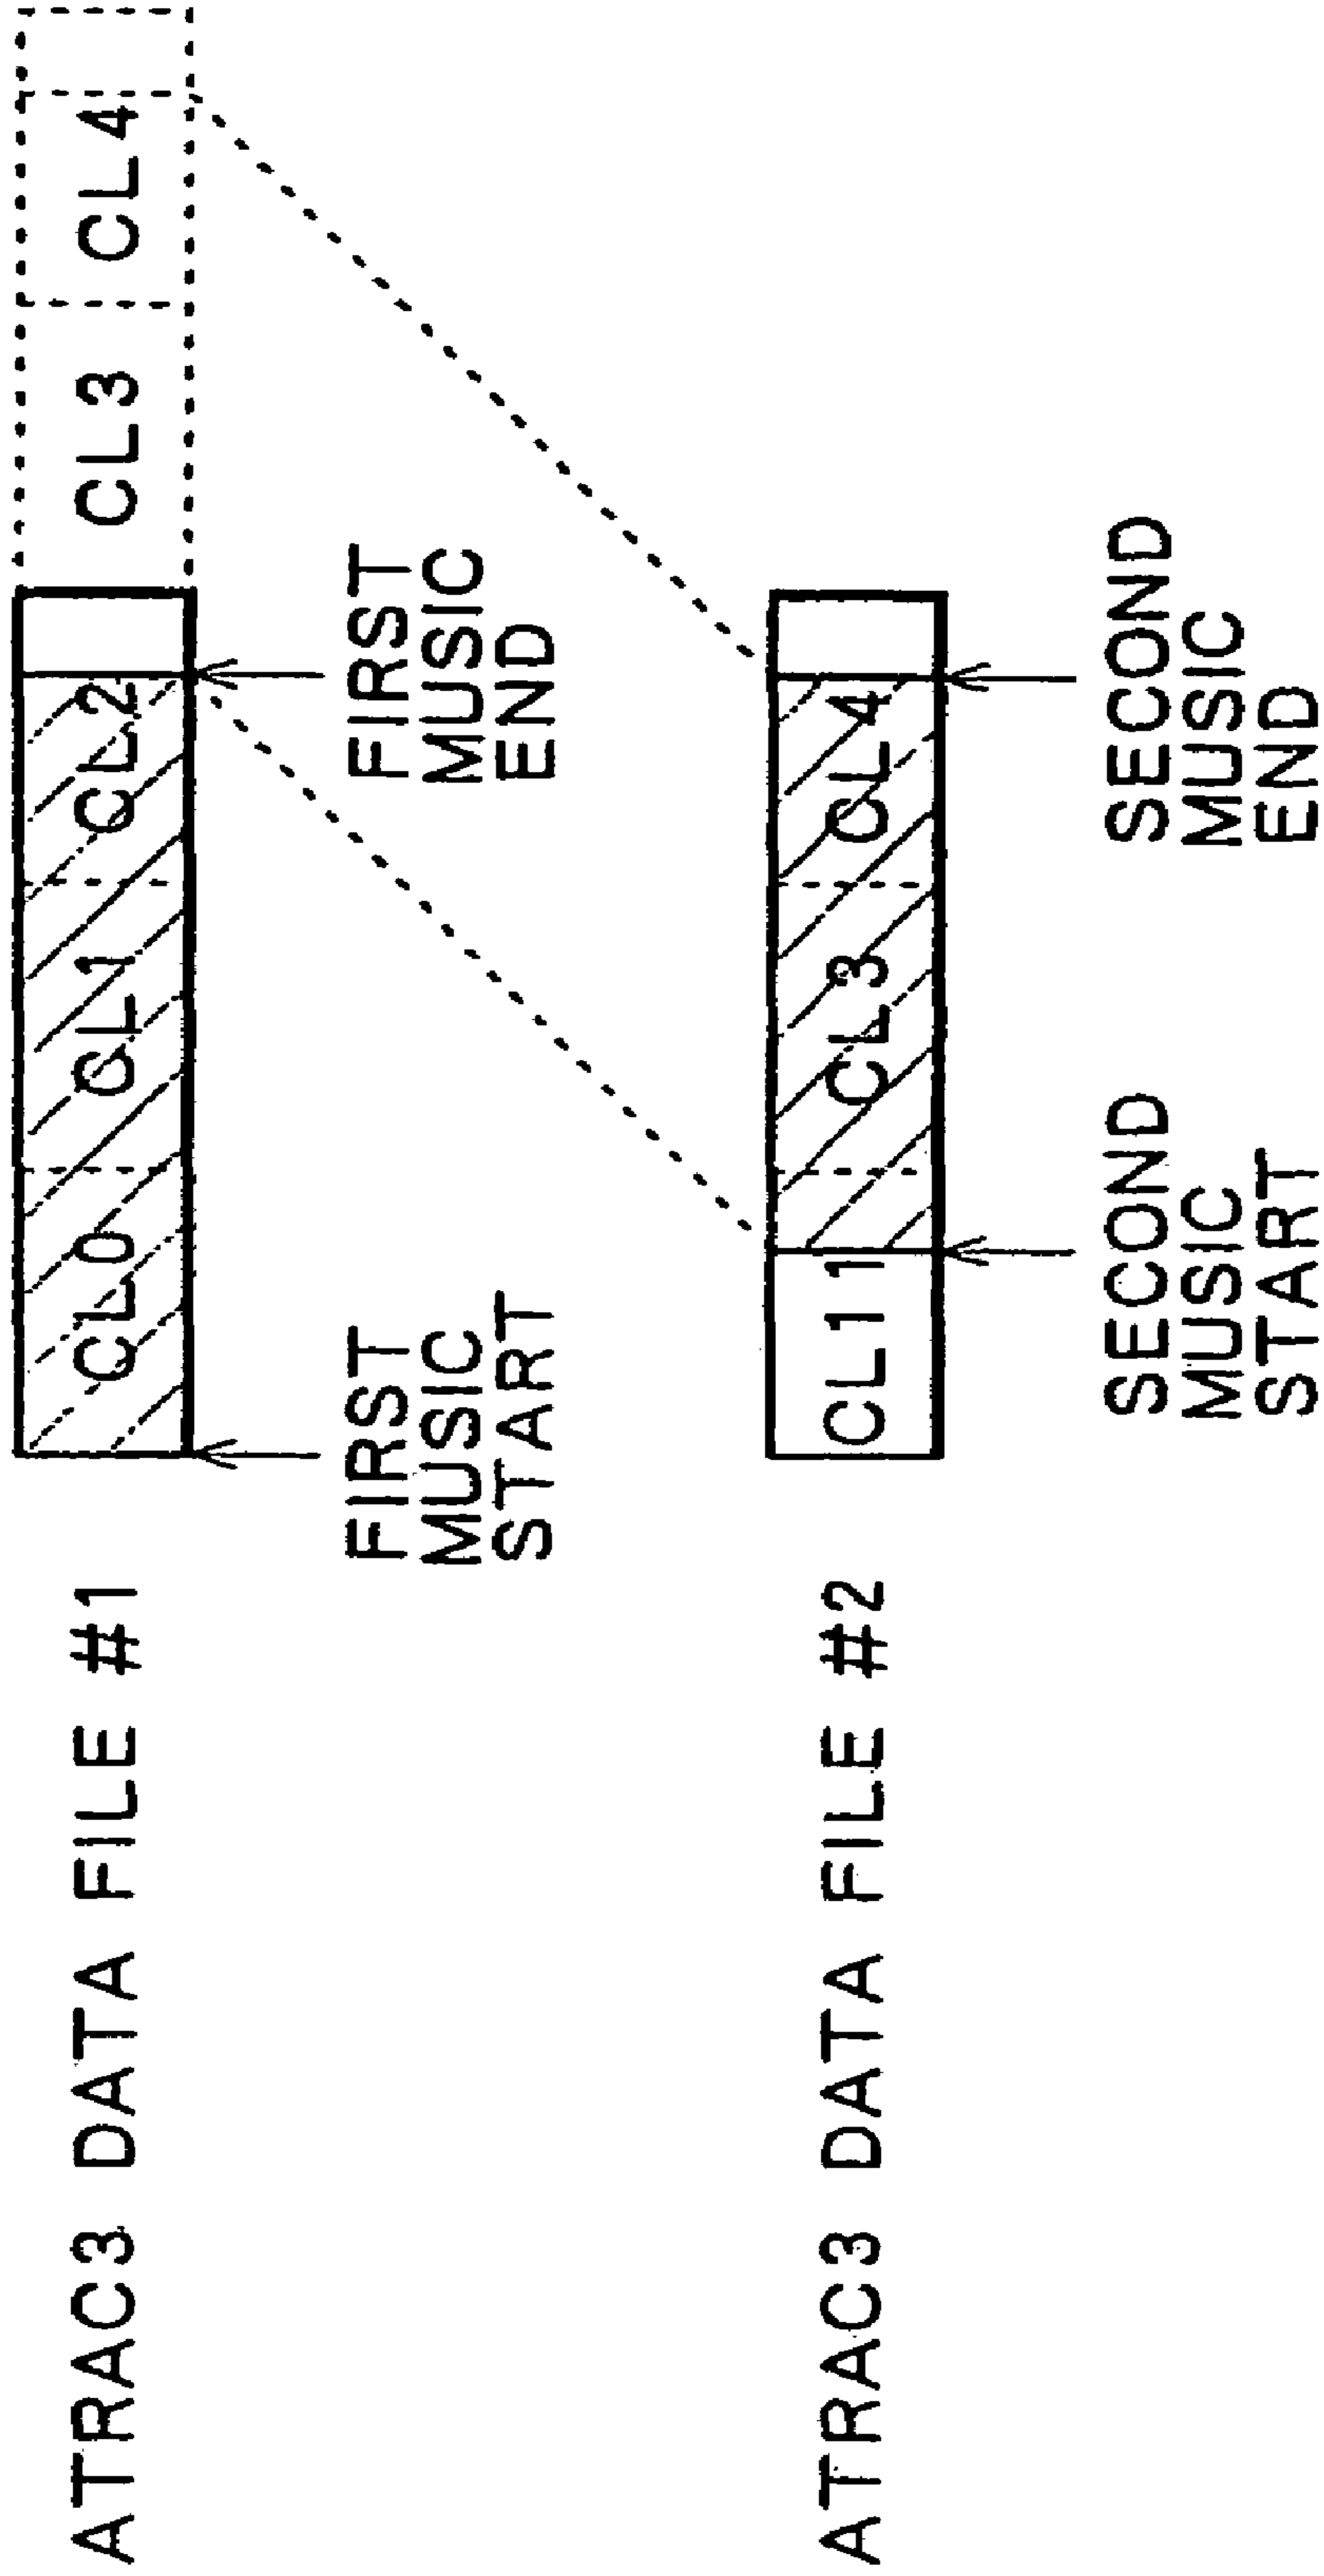 ATRAC3 DATA FILE #1
CL0 CL1 CL2 CL3 CL4
FIRST
MUSIC
START
FIRST
MUSIC
END
ATRAC3 DATA FILE #2
CL11 CL3 CL4
SECOND
MUSIC
START
SECOND
MUSIC
END